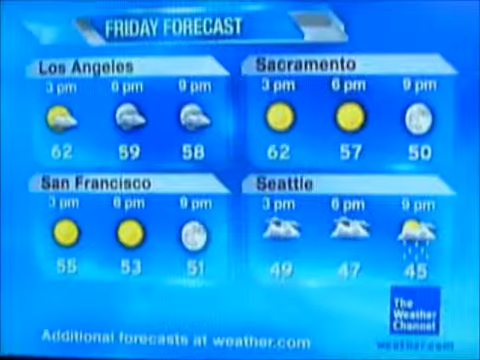 FRIDAY FORECAST
Los Angeles
3 pm 6 pm 9 pm
62 59 58
Sacramento
3 pm 6 pm 9 pm
62 57 50
San Francisco
3 pm 6 pm 9 pm
55 53 51
Seattle
3 pm 6 pm 9 pm
49 47 45
The
Weather
Channel
Additional forecasts at weather.com
weather.com